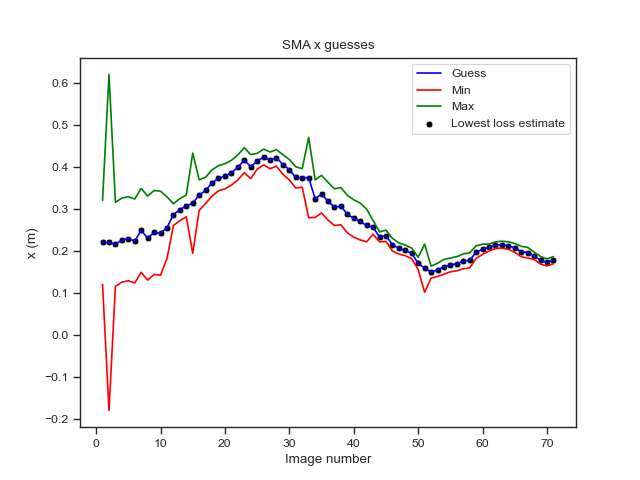 SMA x guesses
Guess
Min
Max
Lowest loss estimate
x (m)
0.6
0.5
0.4
0.3
0.2
0.1
0.0
−0.1
−0.2
0 10 20 30 40 50 60 70
Image number